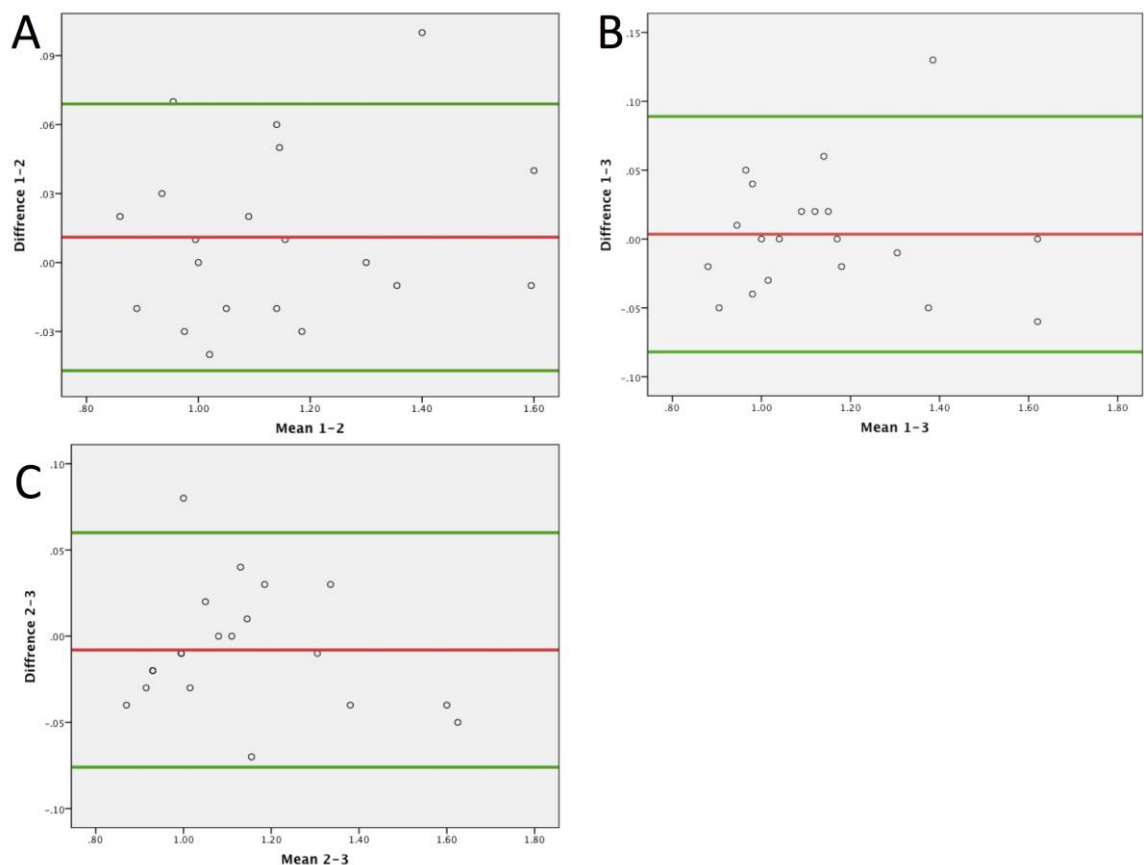 A
.09
.06
.03
.00
-.03
Diffrence 1-2
.80 1.00 1.20 1.40 1.60
Mean 1-2
B
.15
.10
.05
.00
-.05
-.10
Diffrence 1-3
.80 1.00 1.20 1.40 1.60 1.80
Mean 1-3
C
.10
.05
.00
-.05
-.10
Diffrence 2-3
.80 1.00 1.20 1.40 1.60 1.80
Mean 2-3